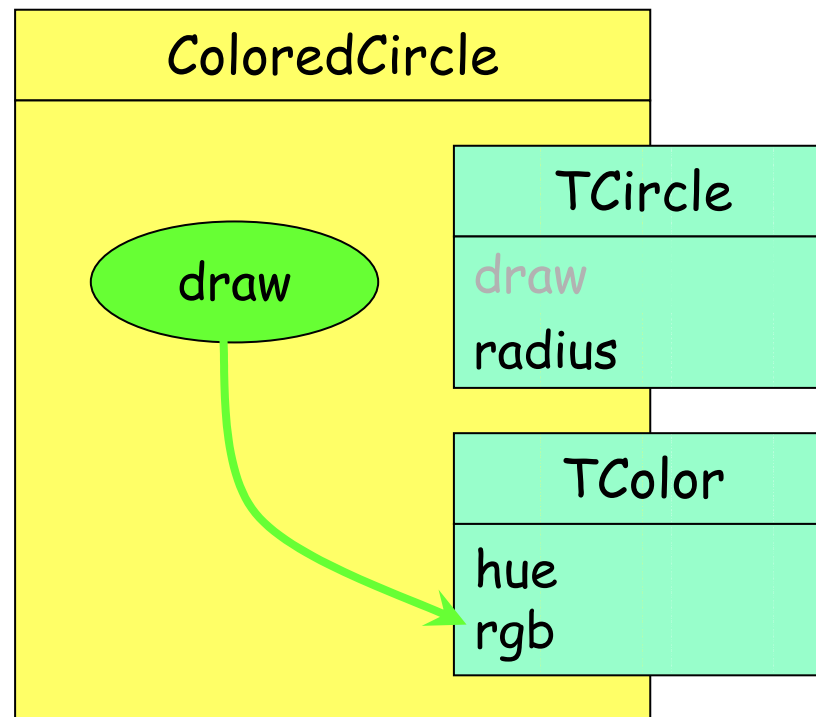 ColoredCircle
TCircle
draw
draw
radius
TColor
hue
rgb